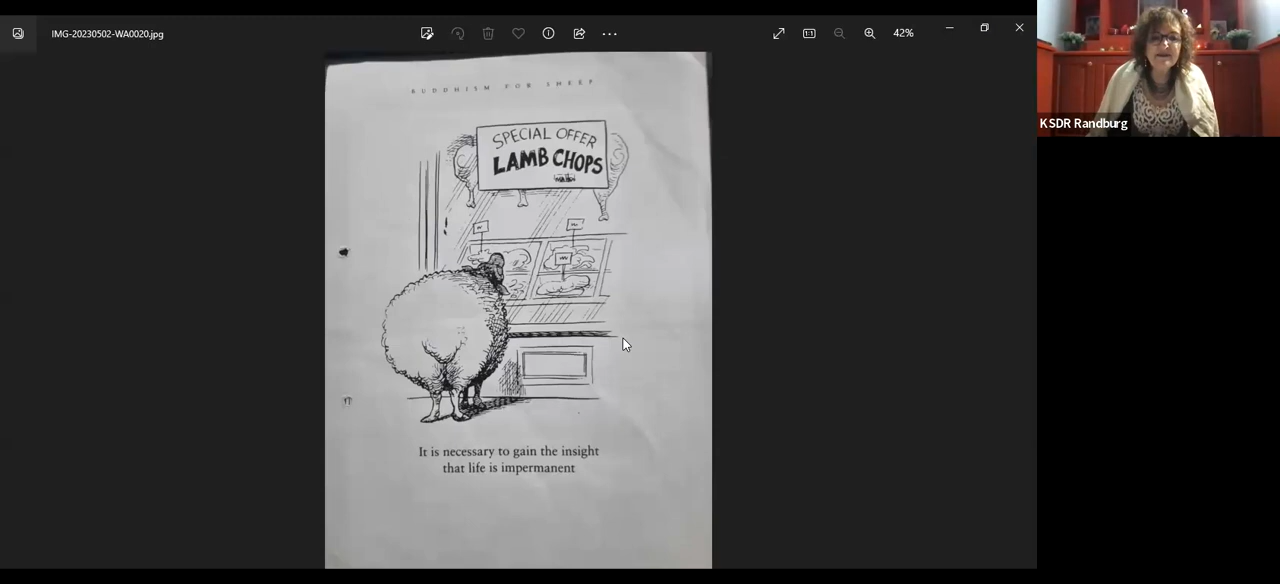 IMG-20230502-WA0020.jpg
42%
KSDR Randburg
BUDDHISM FOR SHEEP
SPECIAL OFFER
LAMB CHOPS
It is necessary to gain the insight
that life is impermanent